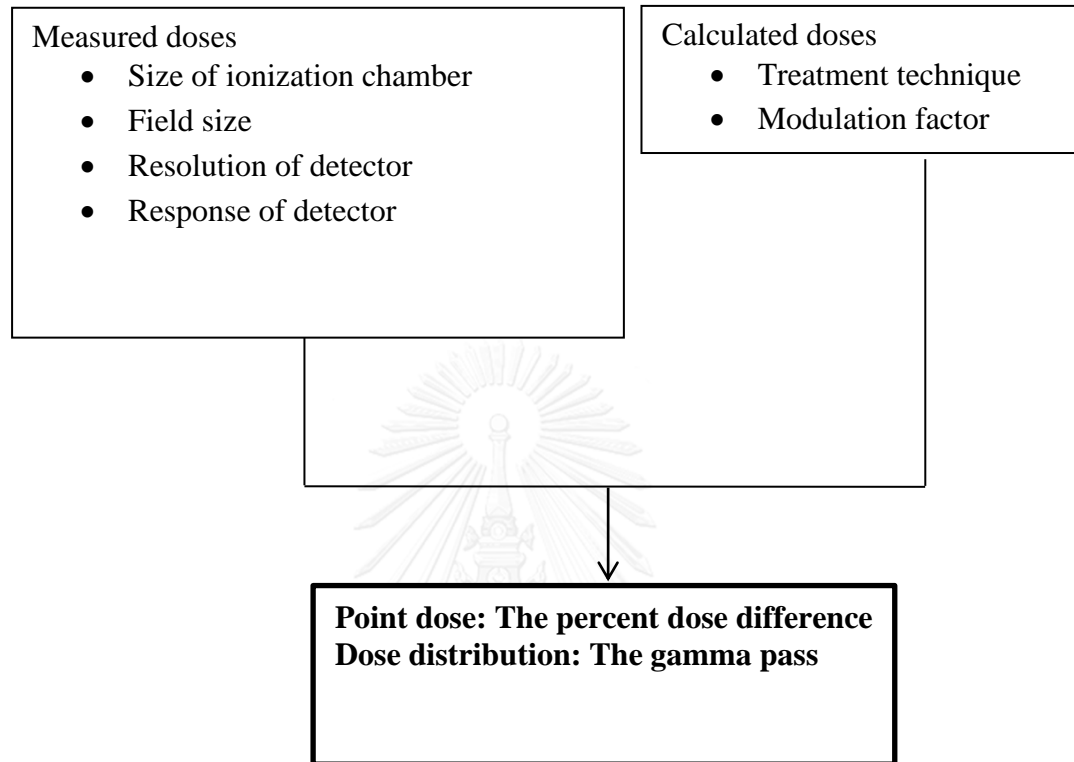 Measured doses
• Size of ionization chamber
• Field size
• Resolution of detector
• Response of detector
Calculated doses
• Treatment technique
• Modulation factor
Point dose: The percent dose difference
Dose distribution: The gamma pass